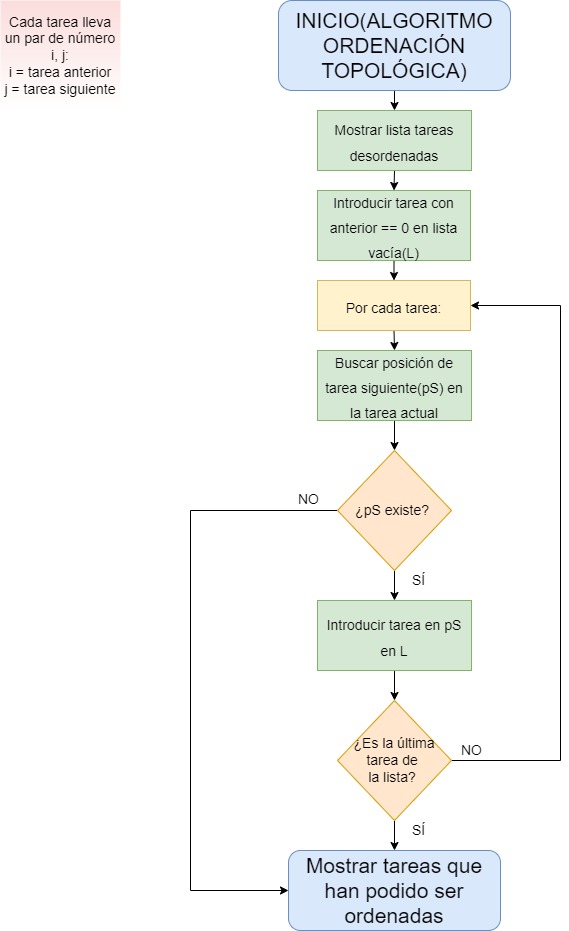 Cada tarea lleva
un par de número
i, j:
i = tarea anterior
j = tarea siguiente
INICIO(ALGORITMO
ORDENACIÓN
TOPOLÓGICA)
Mostrar lista tareas
desordenadas
Introducir tarea con
anterior == 0 en lista
vacía(L)
Por cada tarea:
Buscar posición de
tarea siguiente(pS) en
la tarea actual
¿pS existe?
NO
SÍ
Introducir tarea en pS
en L
¿Es la última
tarea de
la lista?
NO
SÍ
Mostrar tareas que
han podido ser
ordenadas